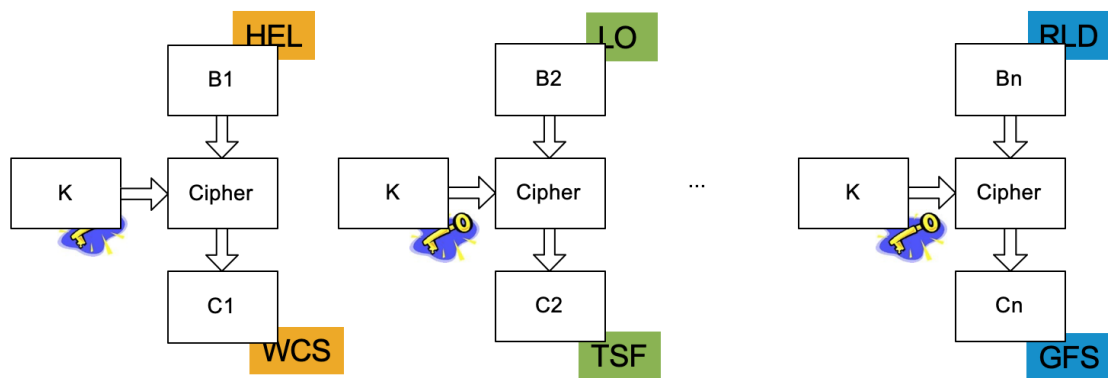 HEL
LO
RLD
B1
B2
Bn
K
Cipher
K
Cipher
...
K
Cipher
C1
C2
Cn
WCS
TSF
GFS